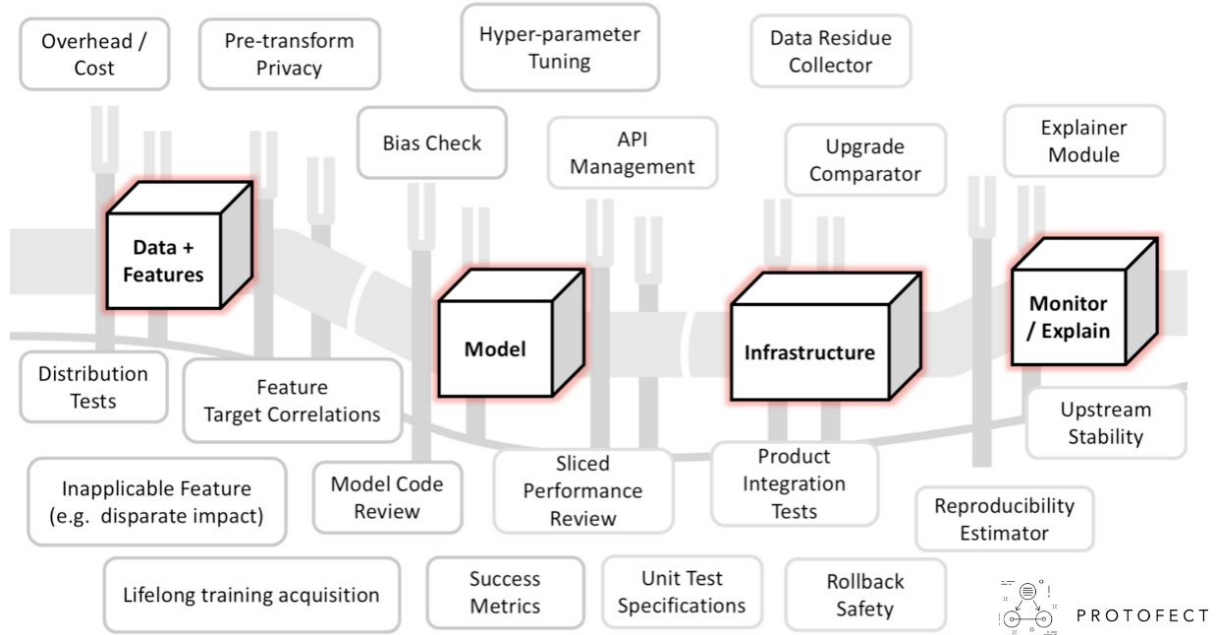 Overhead /
Cost
Pre-transform
Privacy
Hyper-parameter
Tuning
Data Residue
Collector
Bias Check
API
Management
Upgrade
Comparator
Explainer
Module
Data +
Features
Model
Infrastructure
Monitor
/ Explain
Distribution
Tests
Feature
Target Correlations
Upstream
Stability
Inapplicable Feature
(e.g.  disparate impact)
Model Code
Review
Sliced
Performance
Review
Product
Integration
Tests
Reproducibility
Estimator
Lifelong training acquisition
Success
Metrics
Unit Test
Specifications
Rollback
Safety
PROTOFECT